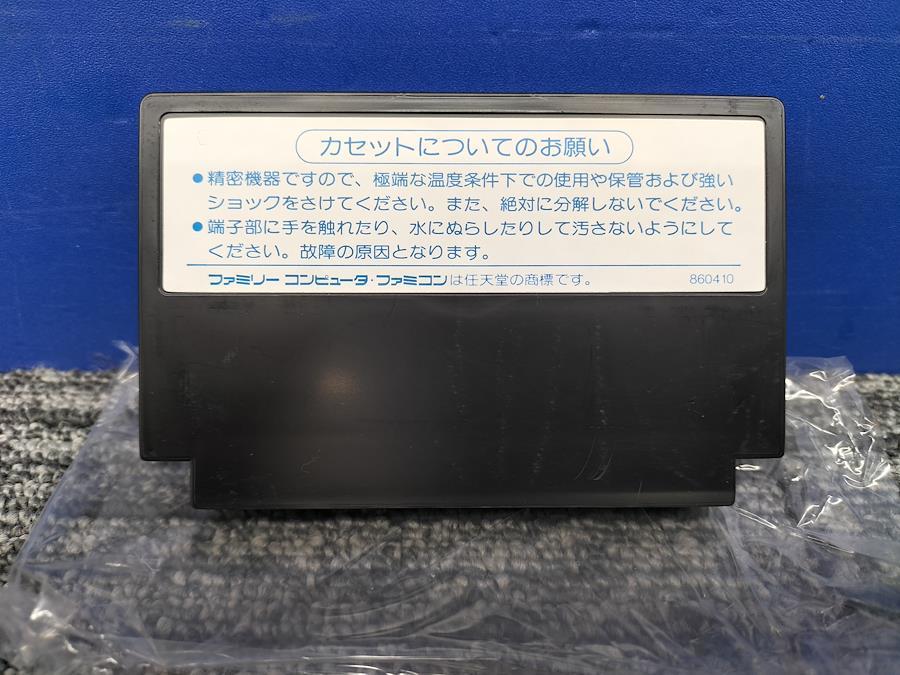 カセットについてのお願い
●精密機器ですので、極端な温度条件下での使用や保管および強い
ショックをさけてください。また、絶対に分解しないでください。
●端子部に手を触れたり、水にぬらしたりして汚さないようにして
ください。故障の原因となります。
ファミリー コンピュータ・ファミコンは任天堂の商標です。 860410